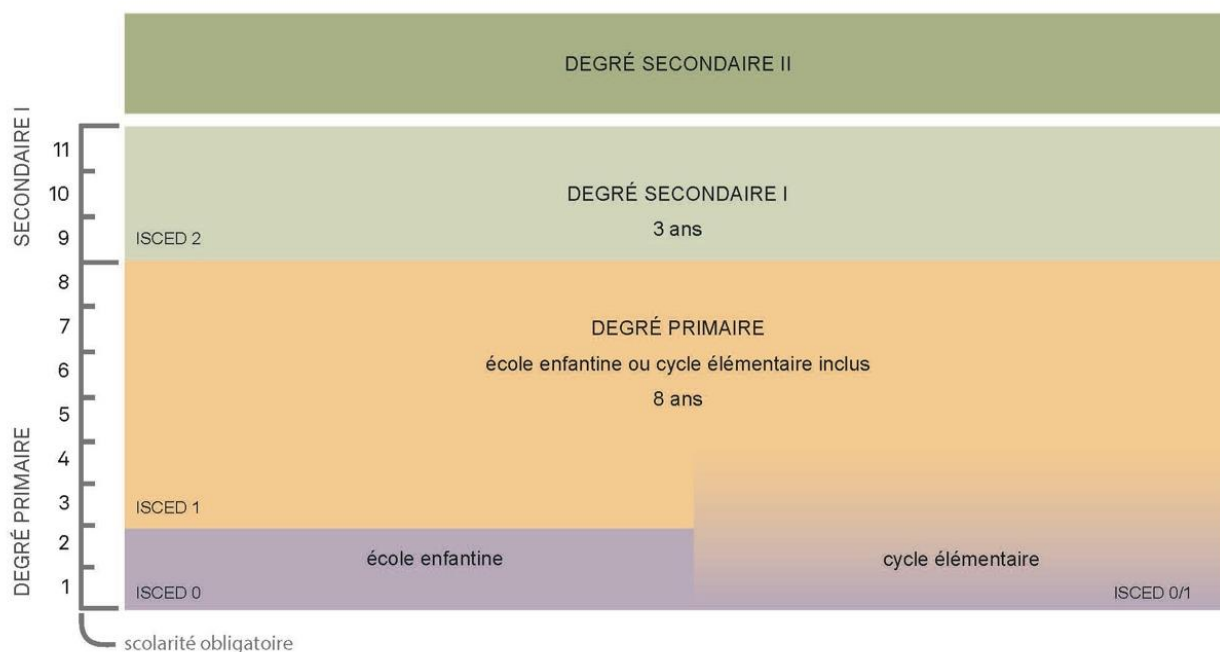 DEGRÉ SECONDAIRE II
SECONDAIRE I
11
10
9
DEGRÉ SECONDAIRE I
3 ans
ISCED 2
DEGRÉ PRIMAIRE
8
7
6
5
4
3
2
1
DEGRÉ PRIMAIRE
école enfantine ou cycle élémentaire inclus
8 ans
ISCED 1
école enfantine
ISCED 0
cycle élémentaire
ISCED 0/1
scolarité obligatoire